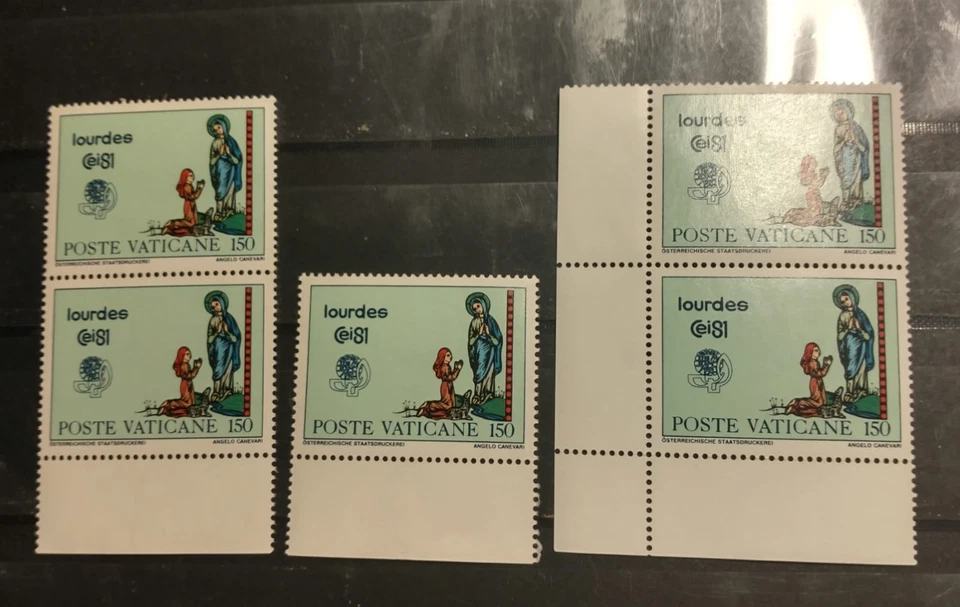 lourdes
Cei81
POSTE VATICANE 150
ÖSTERREICHISCHE STAATSDRUCKEREI ANGELO CANEVARI
lourdes
Cei81
POSTE VATICANE 150
ÖSTERREICHISCHE STAATSDRUCKEREI ANGELO CANEVARI
lourdes
Cei81
POSTE VATICANE 150
ÖSTERREICHISCHE STAATSDRUCKEREI ANGELO CANEVARI
lourdes
Cei81
POSTE VATICANE 150
ÖSTERREICHISCHE STAATSDRUCKEREI ANGELO CANEVARI
lourdes
Cei81
POSTE VATICANE 150
ÖSTERREICHISCHE STAATSDRUCKEREI ANGELO CANEVARI